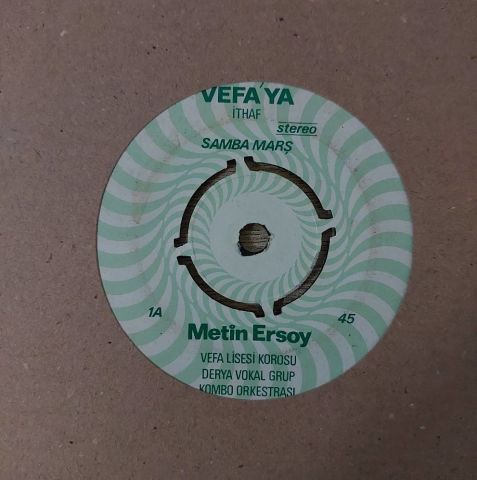 VEFA'YA
İTHAF
stereo
SAMBA MARŞ
1A
45
Metin Ersoy
VEFA LİSESİ KOROSU
DERYA VOKAL GRUP
KOMBO ORKESTRASI